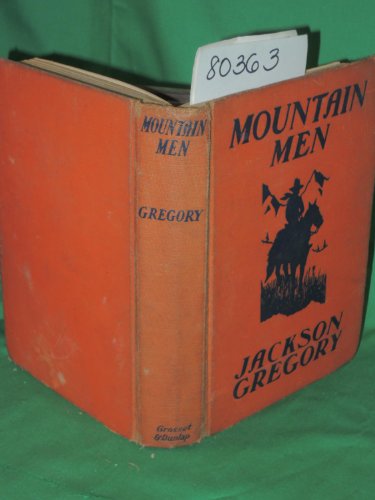 80363
MOUNTAIN
MEN
GREGORY
Grosset
& Dunlap
MOUNTAIN
MEN
JACKSON
GREGORY